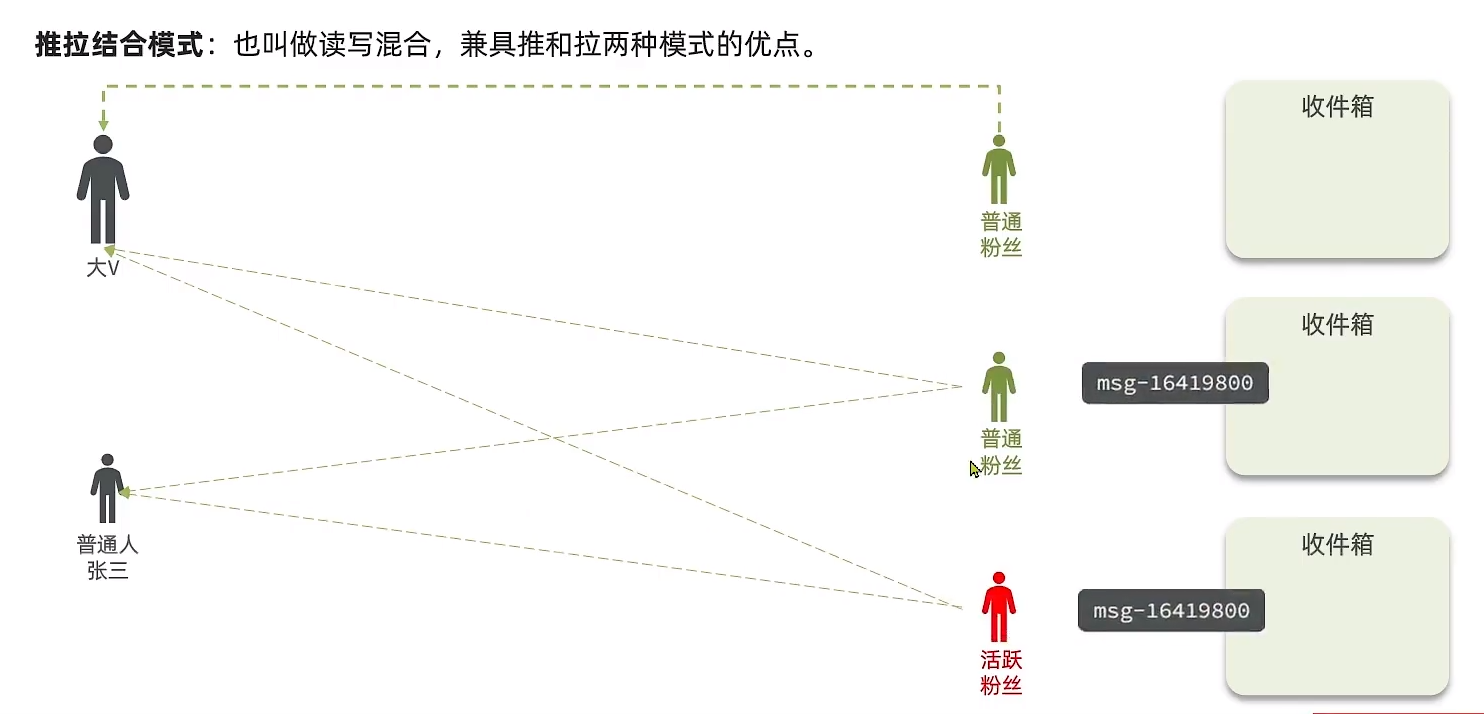 推拉结合模式：也叫做读写混合，兼具推和拉两种模式的优点。
收件箱
大V
普通
粉丝
收件箱
msg-16419800
普通
粉丝
普通人
张三
收件箱
msg-16419800
活跃
粉丝